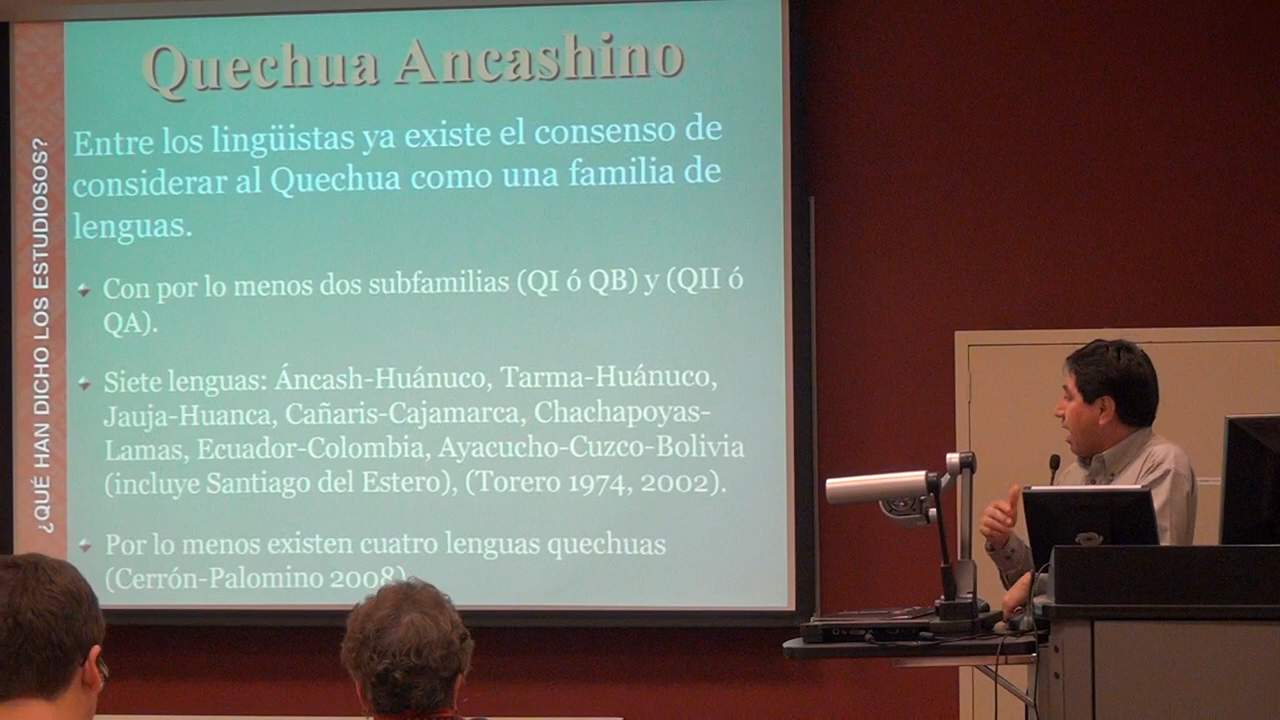 Quechua Ancashino
¿QUÉ HAN DICHO LOS ESTUDIOSOS?
Entre los lingüistas ya existe el consenso de
considerar al Quechua como una familia de
lenguas.
Con por lo menos dos subfamilias (QI ó QB) y (QII ó
QA).
Siete lenguas: Áncash-Huánuco, Tarma-Huánuco,
Jauja-Huanca, Cañaris-Cajamarca, Chachapoyas-
Lamas, Ecuador-Colombia, Ayacucho-Cuzco-Bolivia
(incluye Santiago del Estero), (Torero 1974, 2002).
Por lo menos existen cuatro lenguas quechuas
(Cerrón-Palomino 2008)